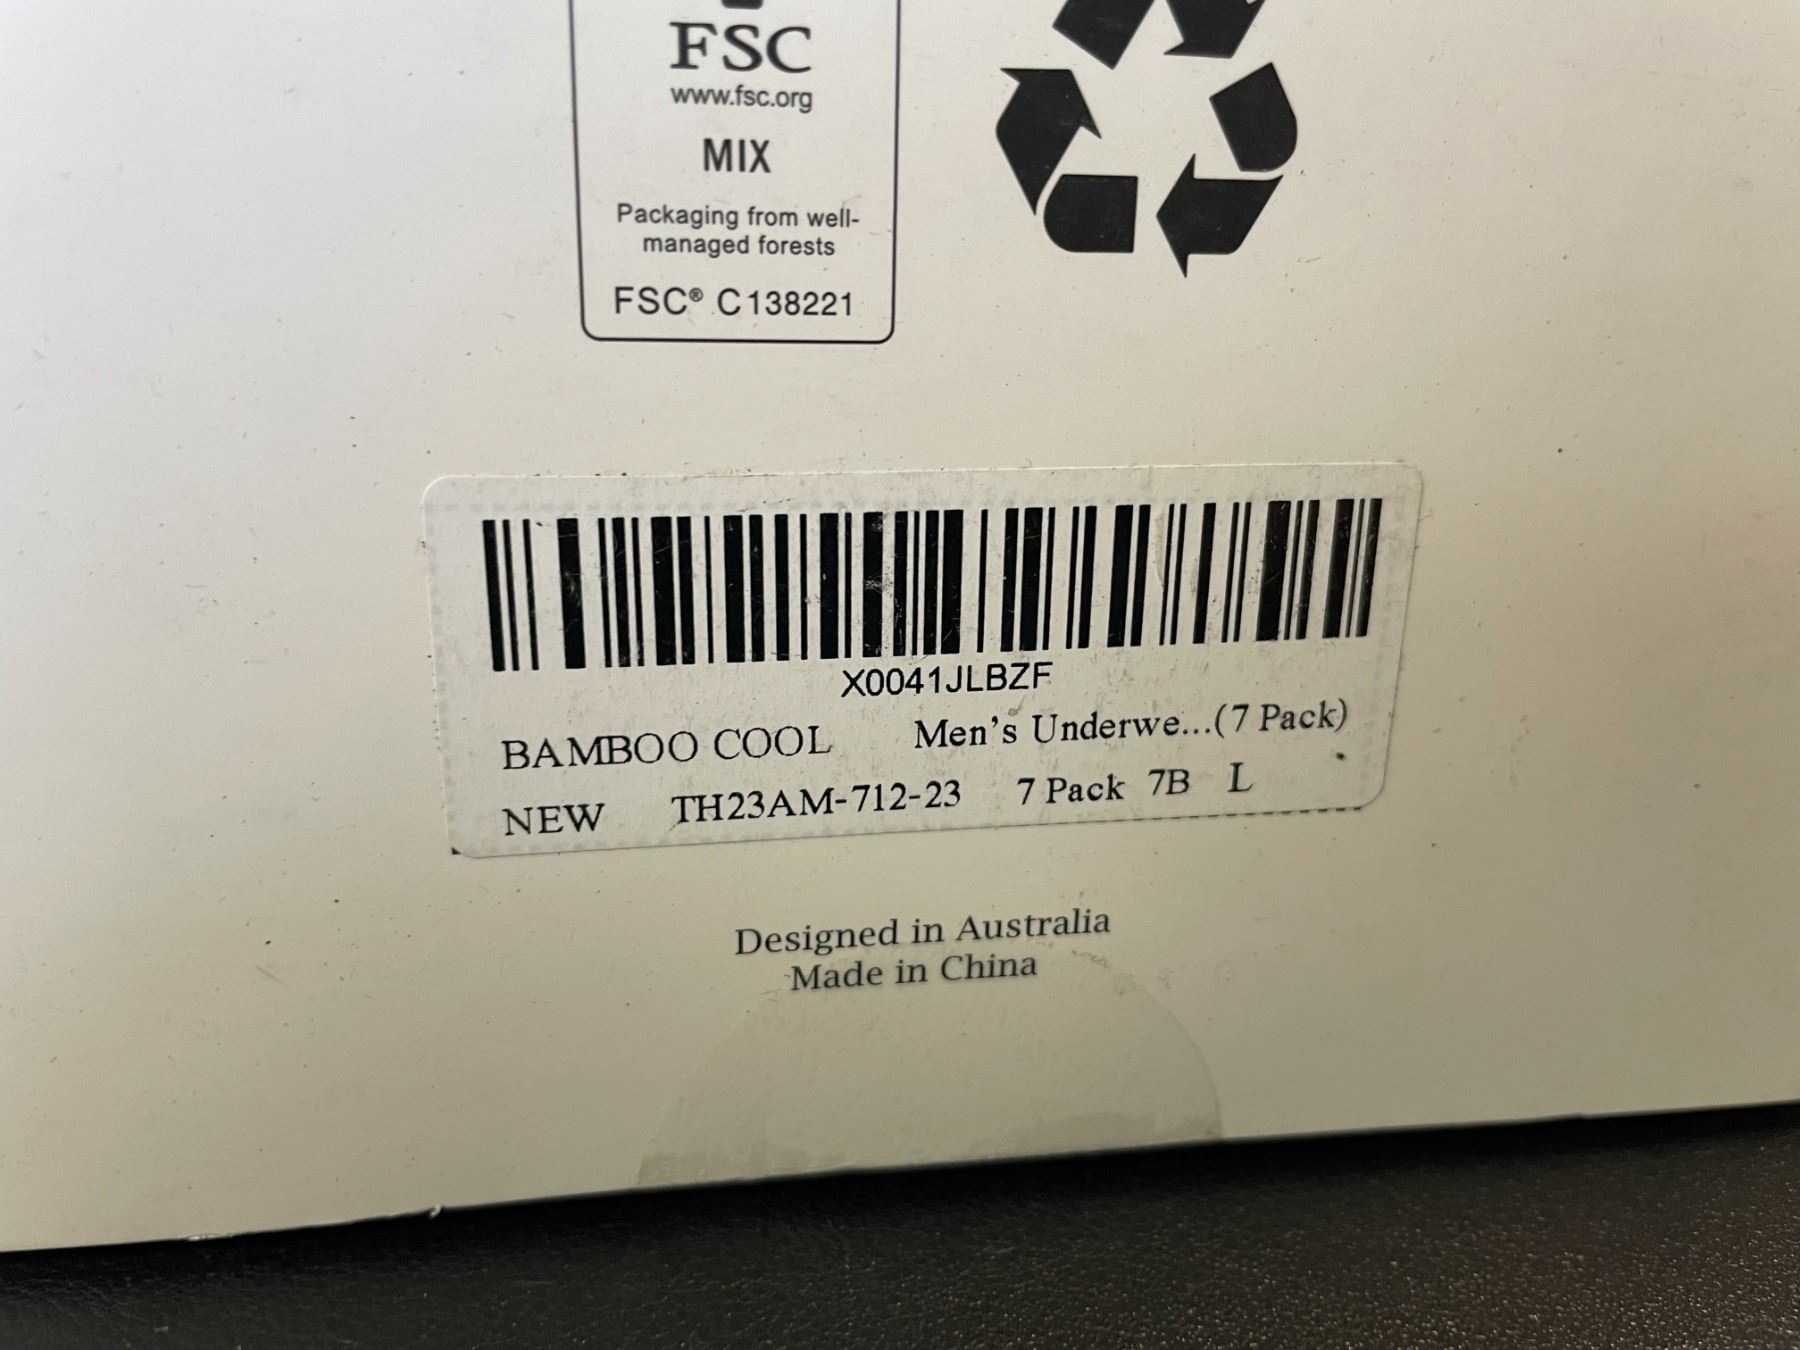 FSC
www.fsc.org
MIX
Packaging from well-
managed forests
FSC® C138221
X0041JLBZF
BAMBOO COOL Men's Underwe...(7 Pack)
NEW TH23AM-712-23 7 Pack 7B L
Designed in Australia
Made in China